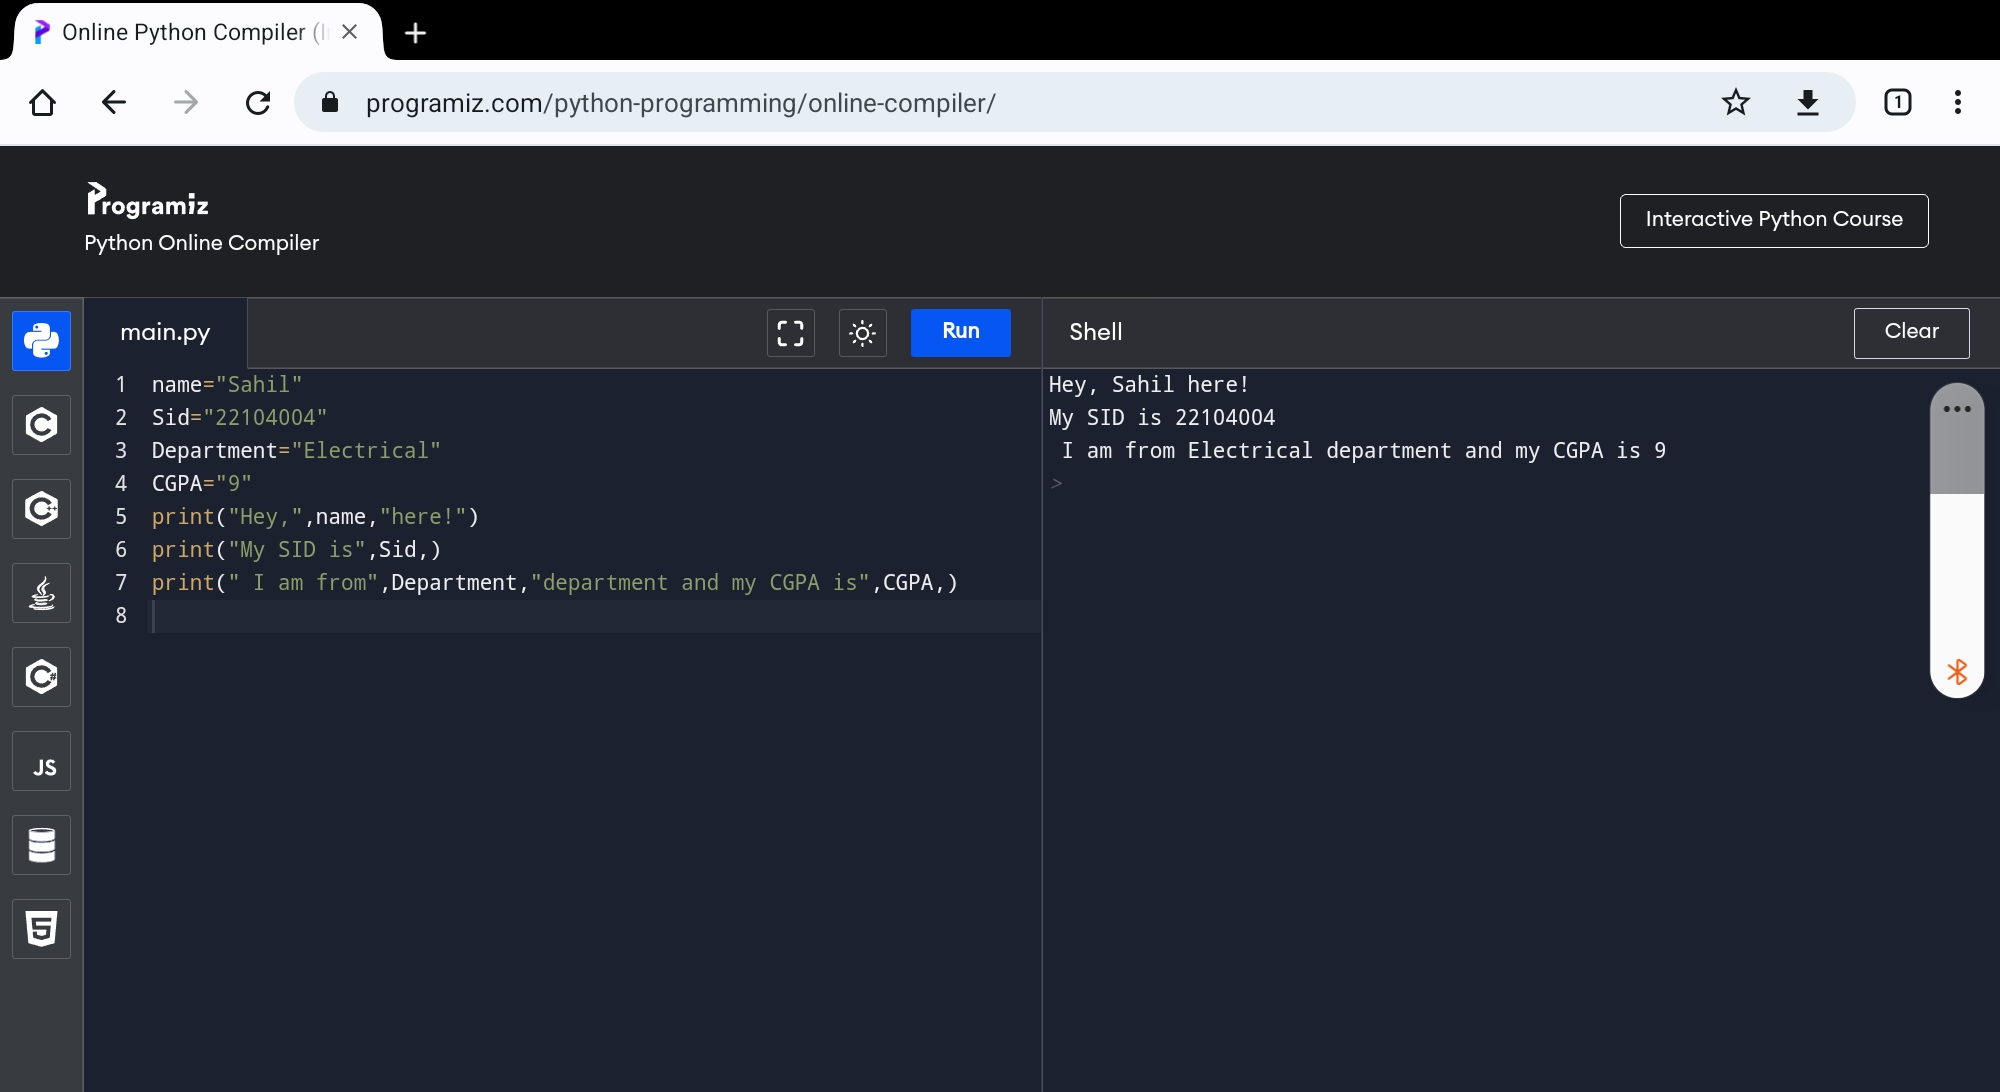 Online Python Compiler (I
programiz.com/python-programming/online-compiler/
1
Programiz
Python Online Compiler
Interactive Python Course
main.py
Run
Shell
Clear
1 name="Sahil"
2 Sid="22104004"
3 Department="Electrical"
4 CGPA="9"
5 print("Hey,",name,"here!")
6 print("My SID is",Sid,)
7 print(" I am from",Department,"department and my CGPA is",CGPA,)
8
Hey, Sahil here!
My SID is 22104004
 I am from Electrical department and my CGPA is 9
>
C
C++
C#
JS
5